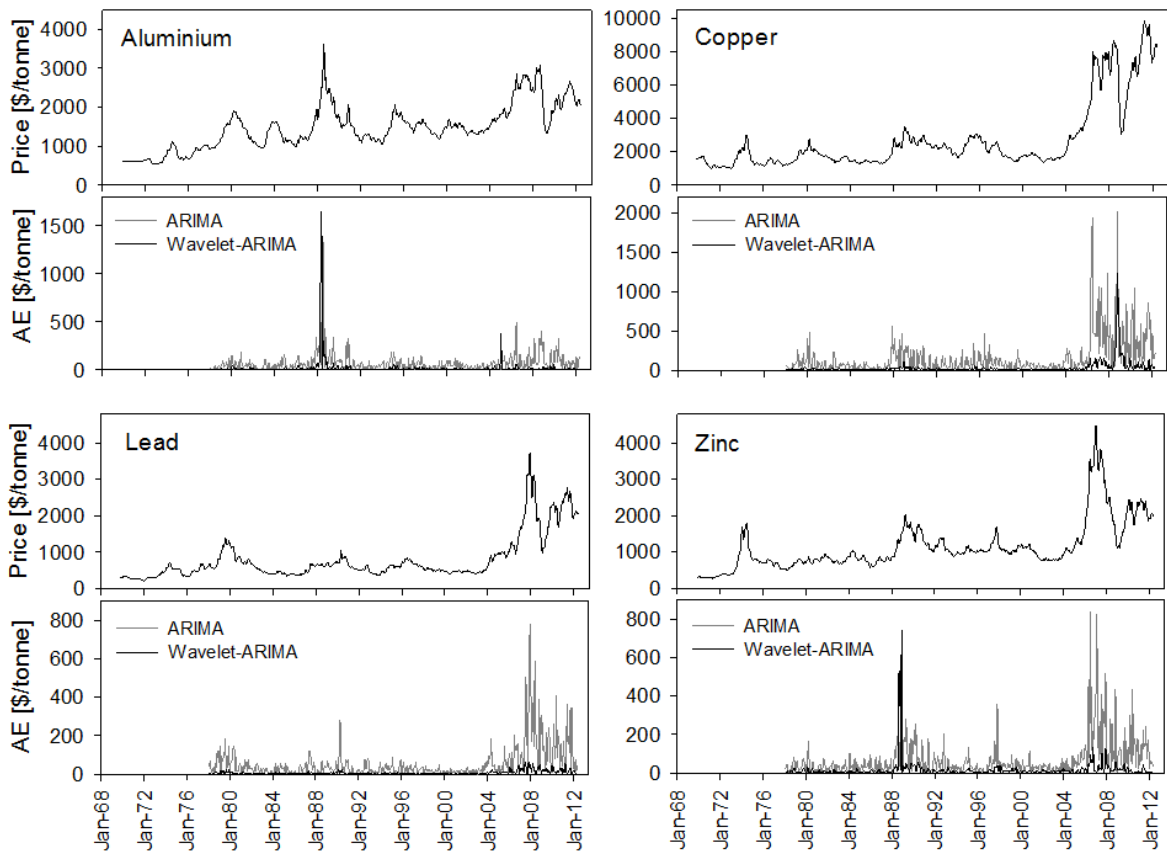 Aluminium
Price [$/tonne]
4000
3000
2000
1000
0
Copper
10000
8000
6000
4000
2000
0
ARIMA
Wavelet-ARIMA
AE [$/tonne]
1500
1000
500
0
ARIMA
Wavelet-ARIMA
2000
1500
1000
500
0
Lead
Price [$/tonne]
4000
3000
2000
1000
0
Zinc
4000
3000
2000
1000
0
ARIMA
Wavelet-ARIMA
AE [$/tonne]
800
600
400
200
0
Jan-68
Jan-72
Jan-76
Jan-80
Jan-84
Jan-88
Jan-92
Jan-96
Jan-00
Jan-04
Jan-08
Jan-12
ARIMA
Wavelet-ARIMA
800
600
400
200
0
Jan-68
Jan-72
Jan-76
Jan-80
Jan-84
Jan-88
Jan-92
Jan-96
Jan-00
Jan-04
Jan-08
Jan-12